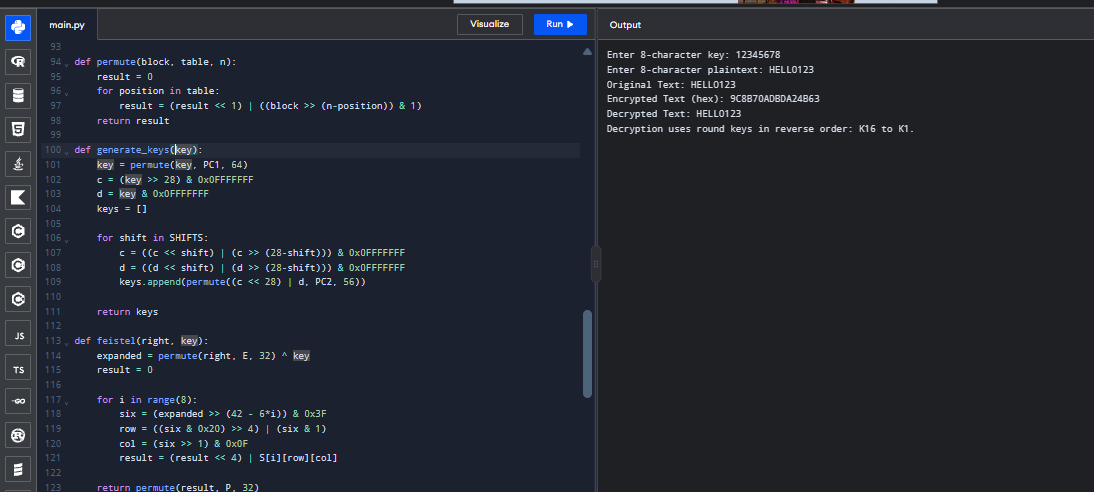 main.py
Visualize
Run
Output
93
94 def permute(block, table, n):
95 result = 0
96 for position in table:
97 result = (result << 1) | ((block >> (n-position)) & 1)
98 return result
99
100 def generate_keys(key):
101 key = permute(key, PC1, 64)
102 c = (key >> 28) & 0x0FFFFFFF
103 d = key & 0x0FFFFFFF
104 keys = []
105
106 for shift in SHIFTS:
107 c = ((c << shift) | (c >> (28-shift))) & 0x0FFFFFFF
108 d = ((d << shift) | (d >> (28-shift))) & 0x0FFFFFFF
109 keys.append(permute((c << 28) | d, PC2, 56))
110
111 return keys
112
113 def feistel(right, key):
114 expanded = permute(right, E, 32) ^ key
115 result = 0
116
117 for i in range(8):
118 six = (expanded >> (42 - 6*i)) & 0x3F
119 row = ((six & 0x20) >> 4) | (six & 1)
120 col = (six >> 1) & 0x0F
121 result = (result << 4) | S[i][row][col]
122
123 return permute(result, P, 32)
Enter 8-character key: 12345678
Enter 8-character plaintext: HELLO123
Original Text: HELLO123
Encrypted Text (hex): 9C8B70ADBDA24B63
Decrypted Text: HELLO123
Decryption uses round keys in reverse order: K16 to K1.
R
5
C
C
C
JS
TS
GO